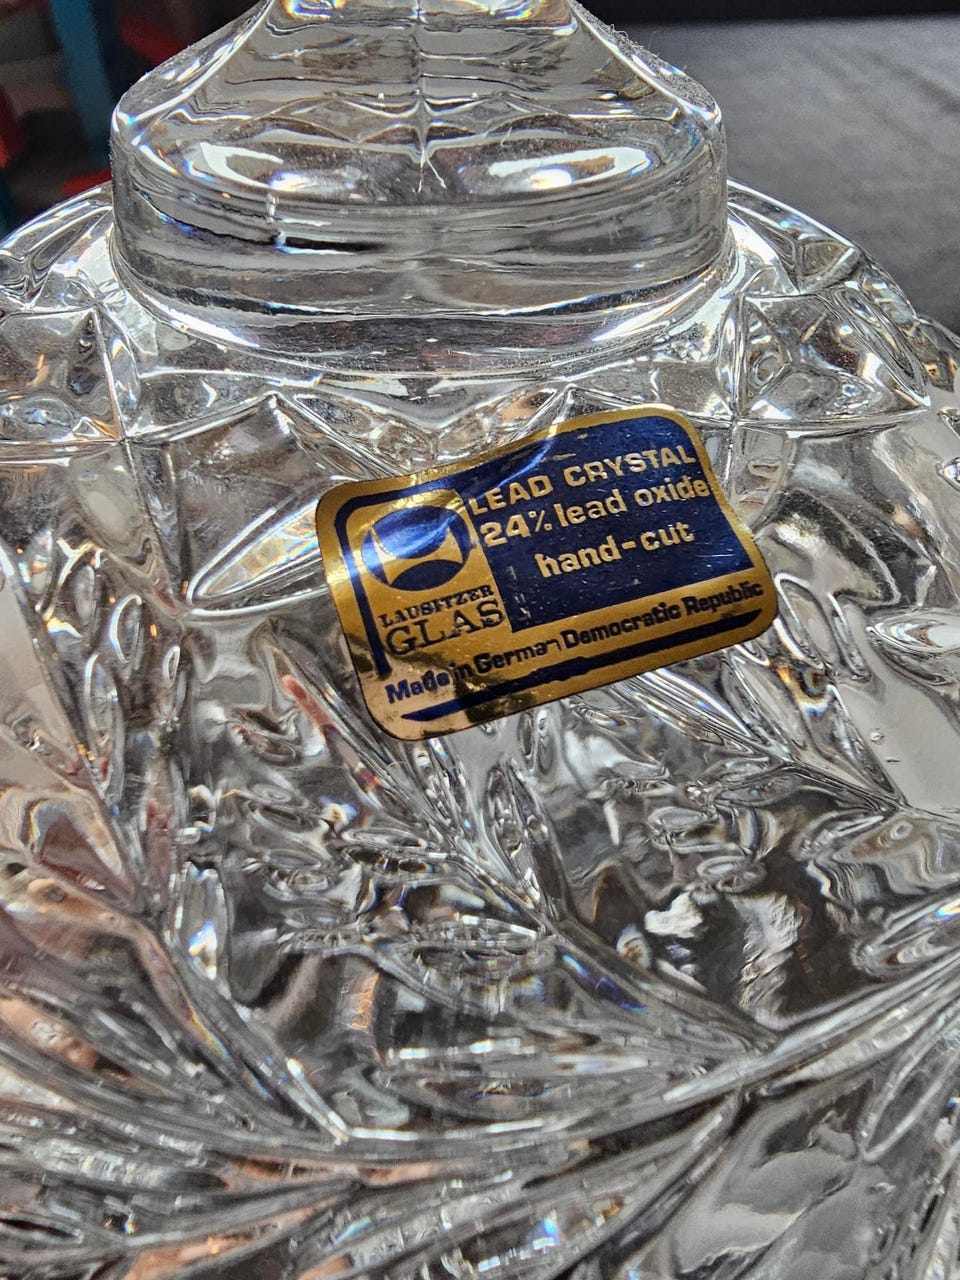 LEAD CRYSTAL
24% lead oxide
hand-cut
LAUSITZER
GLAS
Made in German Democratic Republic